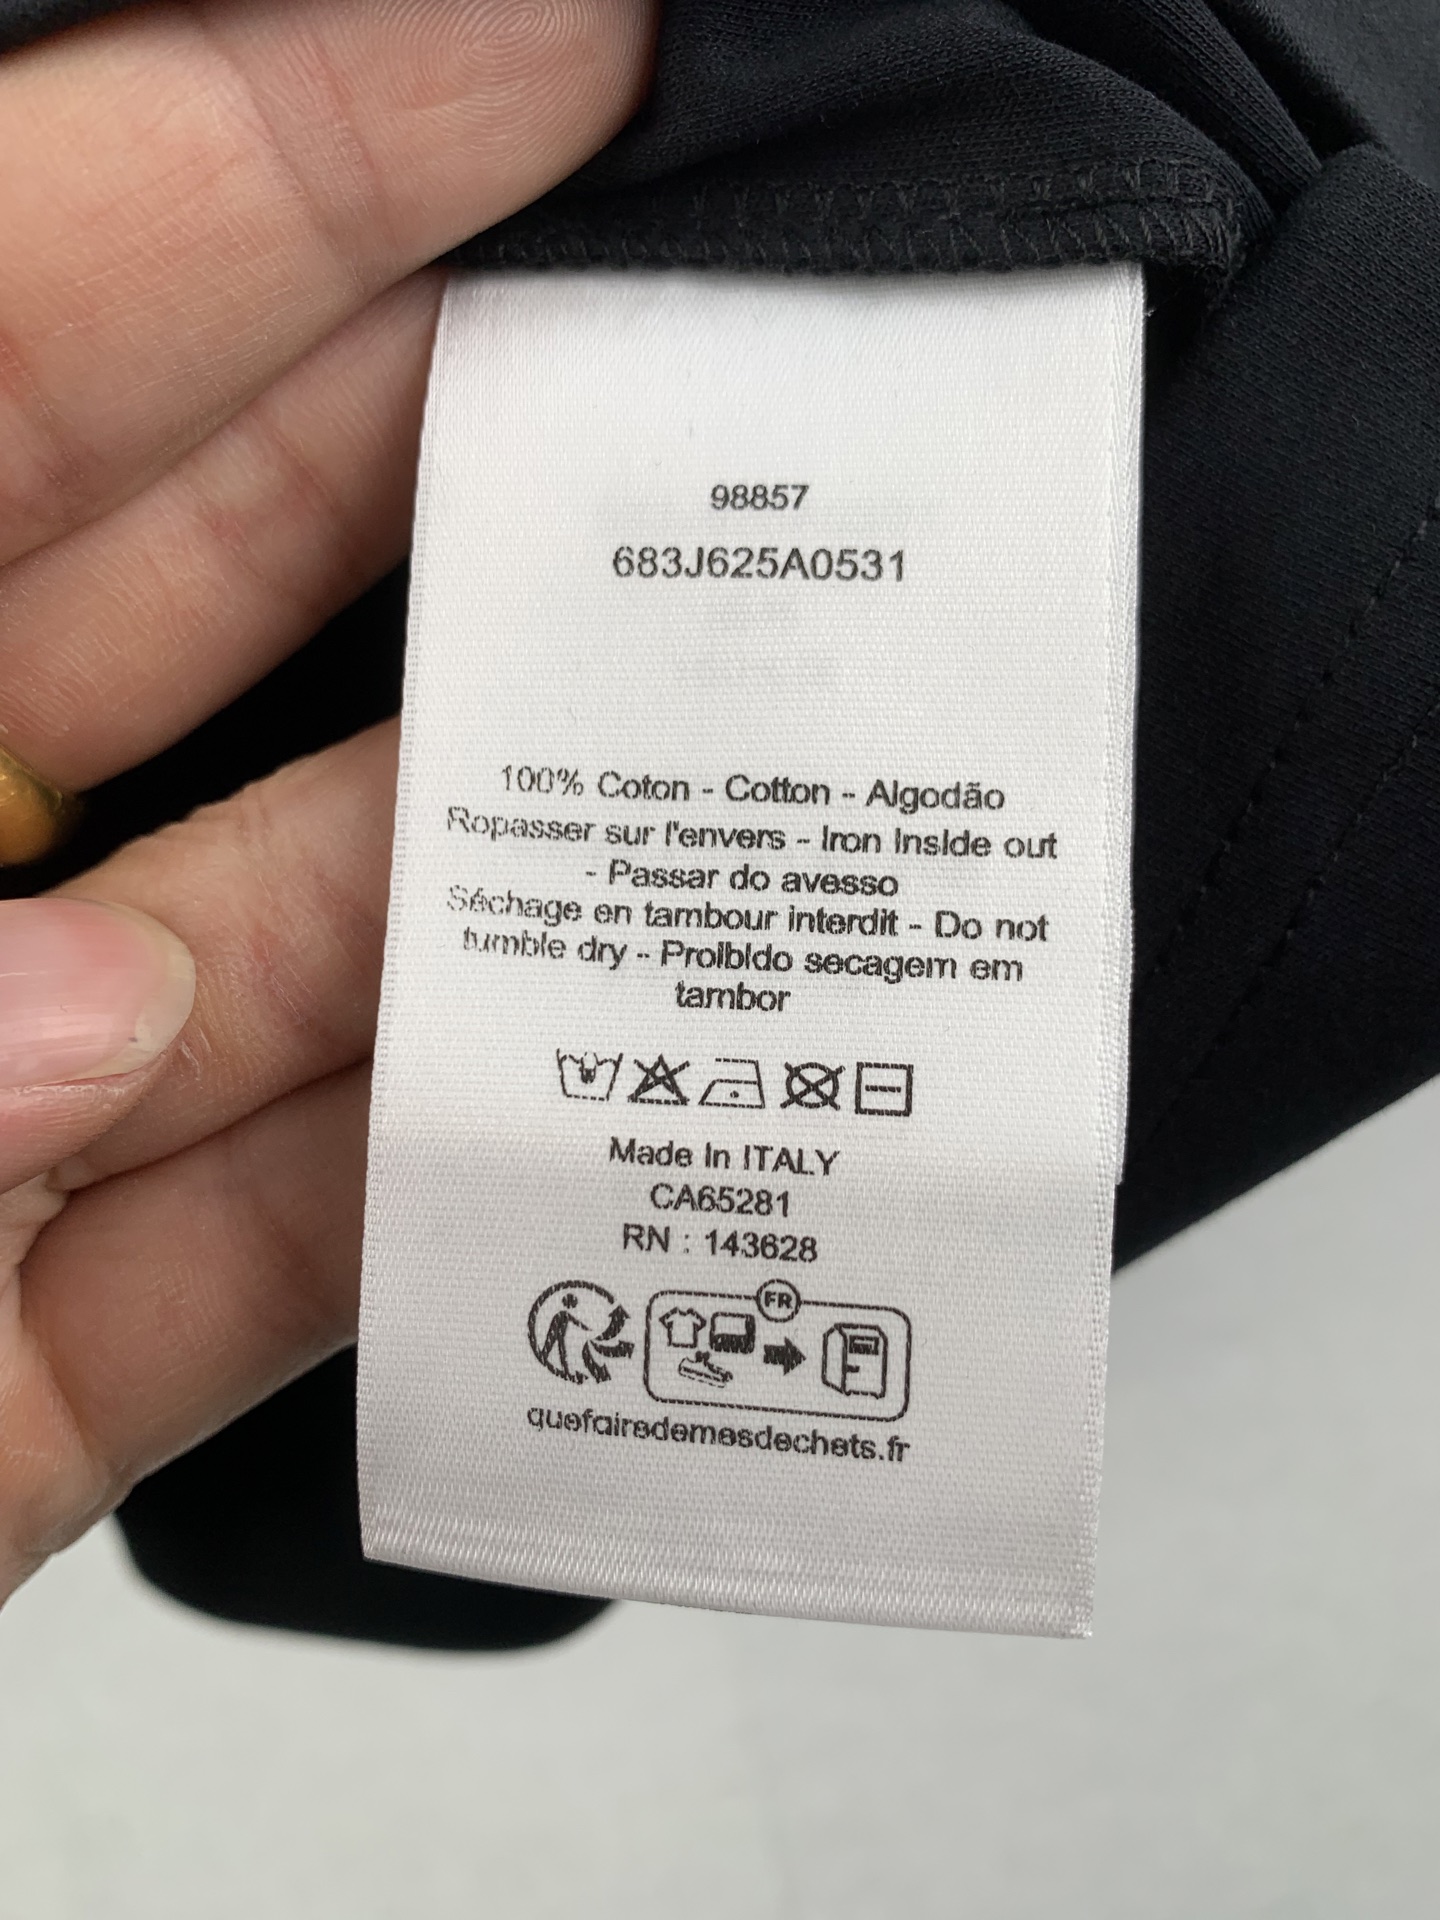 98857
683J625A0531
100% Coton - Cotton - Algodão
Repasser sur l'envers - Iron Inside out
- Passar do avesso
Séchage en tambour interdit - Do not
tumble dry - Proibido secagem em
tambor
Made In ITALY
CA65281
RN : 143628
FR
quefairedemesdechets.fr